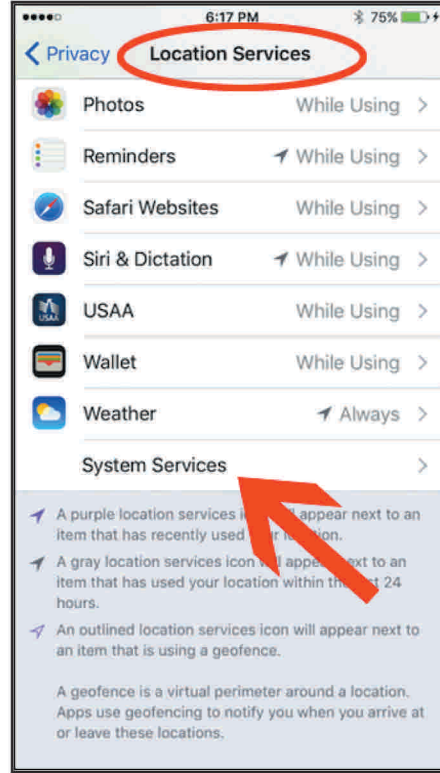 6:17 PM 75%
Privacy Location Services
Photos While Using
Reminders While Using
Safari Websites While Using
Siri & Dictation While Using
USAA
USAA While Using
Wallet While Using
Weather Always
System Services
A purple location services appear next to an
item that has recently used location.
A gray location services icon will appear next to an
item that has used your location within the 24
hours.
An outlined location services icon will appear next to
an item that is using a geofence.
A geofence is a virtual perimeter around a location.
Apps use geofencing to notify you when you arrive at
or leave these locations.